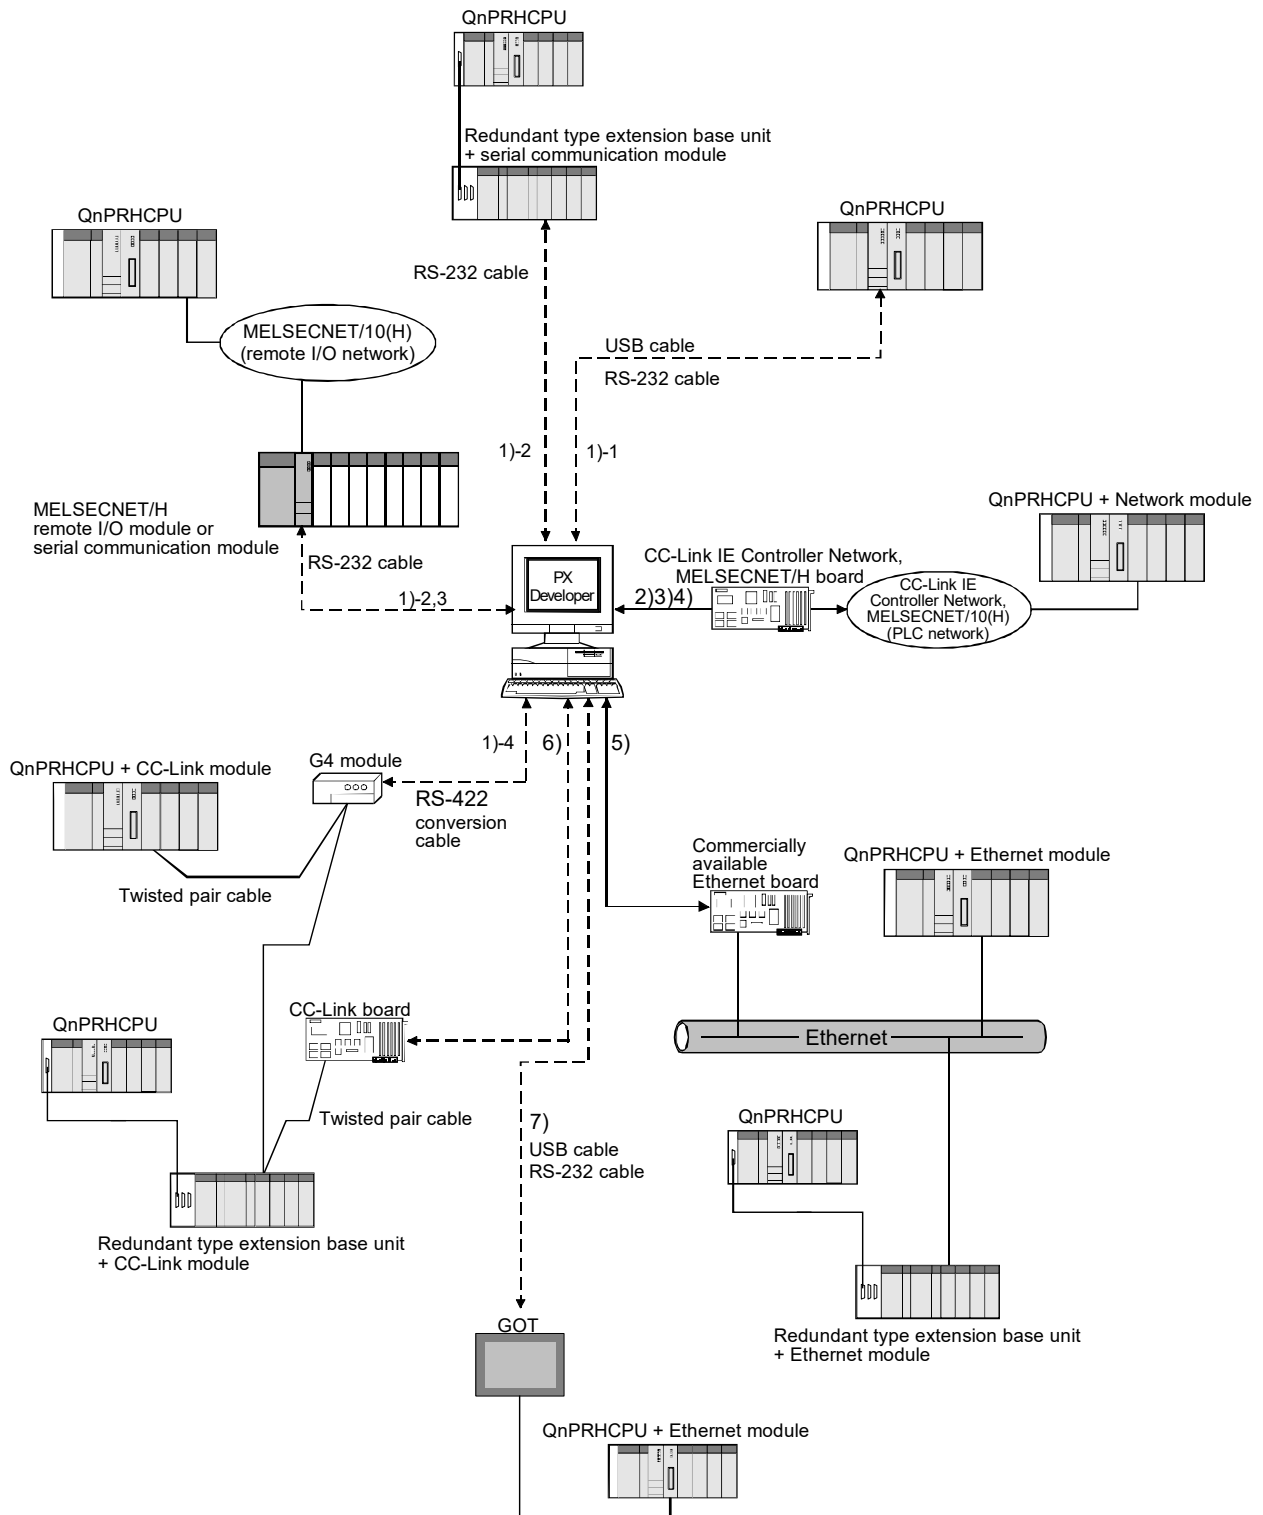 QnPRHCPU
Redundant type extension base unit
+ serial communication module
QnPRHCPU
QnPRHCPU
RS-232 cable
MELSECNET/10(H)
(remote I/O network)
USB cable
RS-232 cable
1)-2
1)-1
MELSECNET/H
remote I/O module or
serial communication module
RS-232 cable
1)-2,3
PX
Developer
QnPRHCPU + Network module
CC-Link IE Controller Network,
MELSECNET/H board
2)3)4)
CC-Link IE
Controller Network,
MELSECNET/10(H)
(PLC network)
1)-4
6)
5)
G4 module
QnPRHCPU + CC-Link module
RS-422
conversion
cable
Twisted pair cable
Commercially
available
Ethernet board
QnPRHCPU + Ethernet module
CC-Link board
QnPRHCPU
Ethernet
Twisted pair cable
7)
USB cable
RS-232 cable
QnPRHCPU
Redundant type extension base unit
+ CC-Link module
Redundant type extension base unit
+ Ethernet module
GOT
QnPRHCPU + Ethernet module